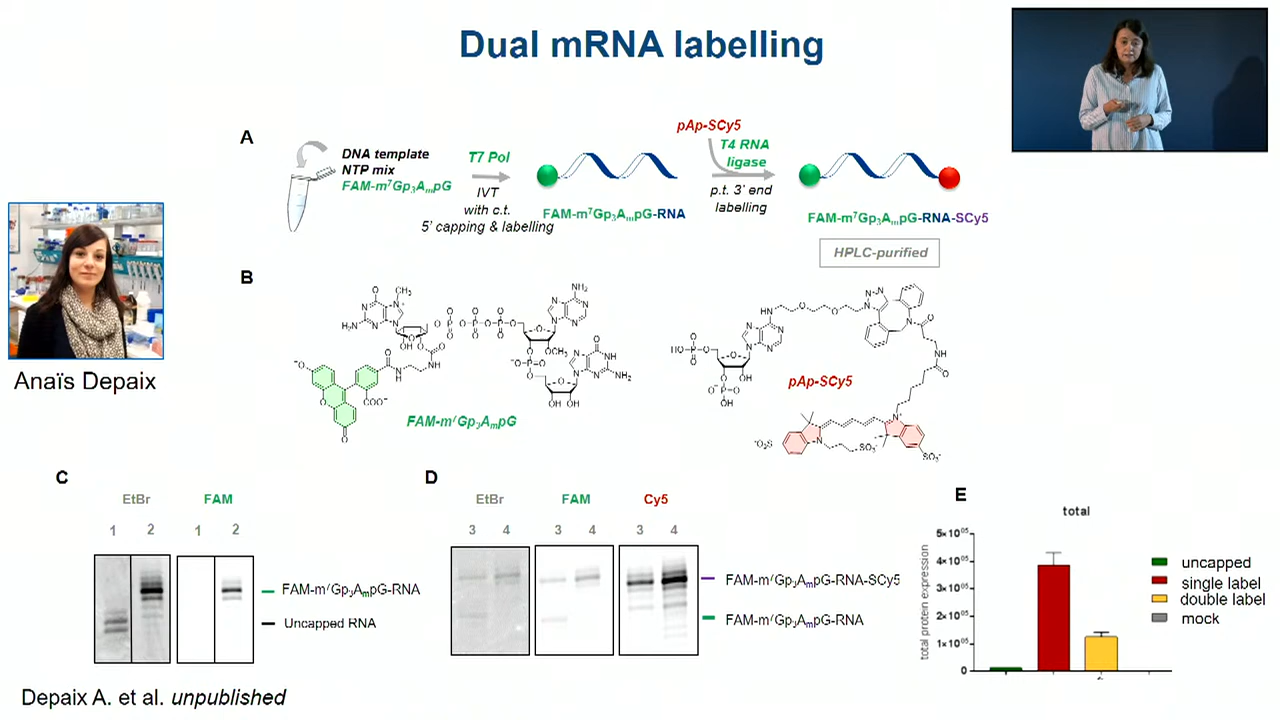 Dual mRNA labelling
A
DNA template
NTP mix
FAM-m⁷Gp₃AₘpG
T7 Pol
IVT
with c.t.
5' capping & labelling
FAM-m⁷Gp₃AₘpG-RNA
pAp-SCy5
T4 RNA
ligase
p.t. 3' end
labelling
FAM-m⁷Gp₃AₘpG-RNA-SCy5
HPLC-purified
Anaïs Depaix
B
FAM-m⁷Gp₃AₘpG
pAp-SCy5
C
EtBr FAM
1 2 1 2
FAM-m⁷Gp₃AₘpG-RNA
Uncapped RNA
D
EtBr FAM Cy5
3 4 3 4 3 4
FAM-m⁷Gp₃AₘpG-RNA-SCy5
FAM-m⁷Gp₃AₘpG-RNA
E
total
total protein expression
5×10⁰⁵
4×10⁰⁵
3×10⁰⁵
2×10⁰⁵
1×10⁰⁵
0
uncapped
single label
double label
mock
Depaix A. et al. unpublished